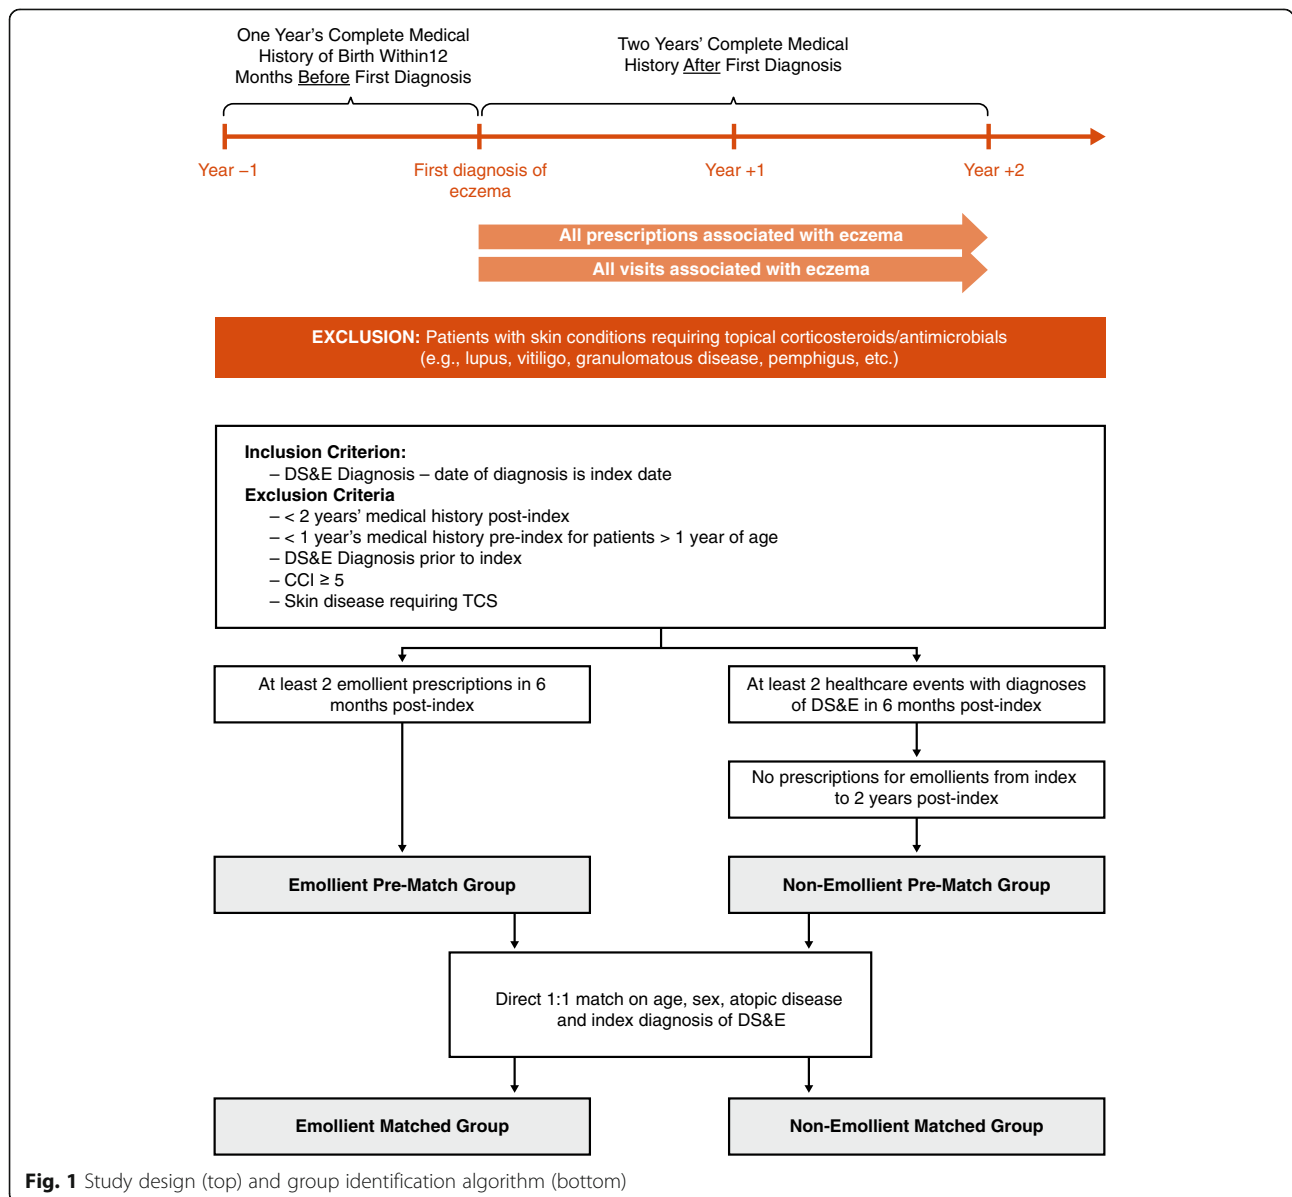 One Year's Complete Medical
History of Birth Within12
Months Before First Diagnosis
Two Years' Complete Medical
History After First Diagnosis
Year –1
First diagnosis of
eczema
Year +1
Year +2
All prescriptions associated with eczema
All visits associated with eczema
EXCLUSION: Patients with skin conditions requiring topical corticosteroids/antimicrobials
(e.g., lupus, vitiligo, granulomatous disease, pemphigus, etc.)
Inclusion Criterion:
– DS&E Diagnosis – date of diagnosis is index date
Exclusion Criteria
– < 2 years' medical history post-index
– < 1 year's medical history pre-index for patients > 1 year of age
– DS&E Diagnosis prior to index
– CCI ≥ 5
– Skin disease requiring TCS
At least 2 emollient prescriptions in 6
months post-index
At least 2 healthcare events with diagnoses
of DS&E in 6 months post-index
No prescriptions for emollients from index
to 2 years post-index
Emollient Pre-Match Group
Non-Emollient Pre-Match Group
Direct 1:1 match on age, sex, atopic disease
and index diagnosis of DS&E
Emollient Matched Group
Non-Emollient Matched Group
Fig. 1 Study design (top) and group identification algorithm (bottom)